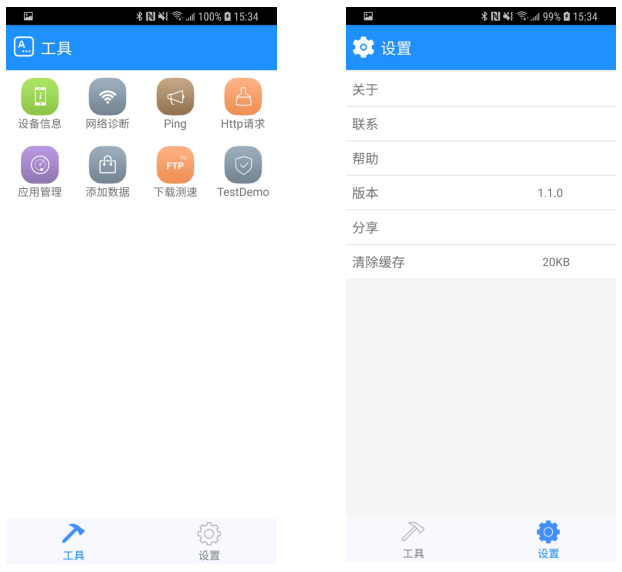 100% 15:34
A...
工具
设备信息 网络诊断 Ping Http请求
FTP
应用管理 添加数据 下载测速 TestDemo
工具 设置
99% 15:34
设置
关于
联系
帮助
版本 1.1.0
分享
清除缓存 20KB
工具 设置